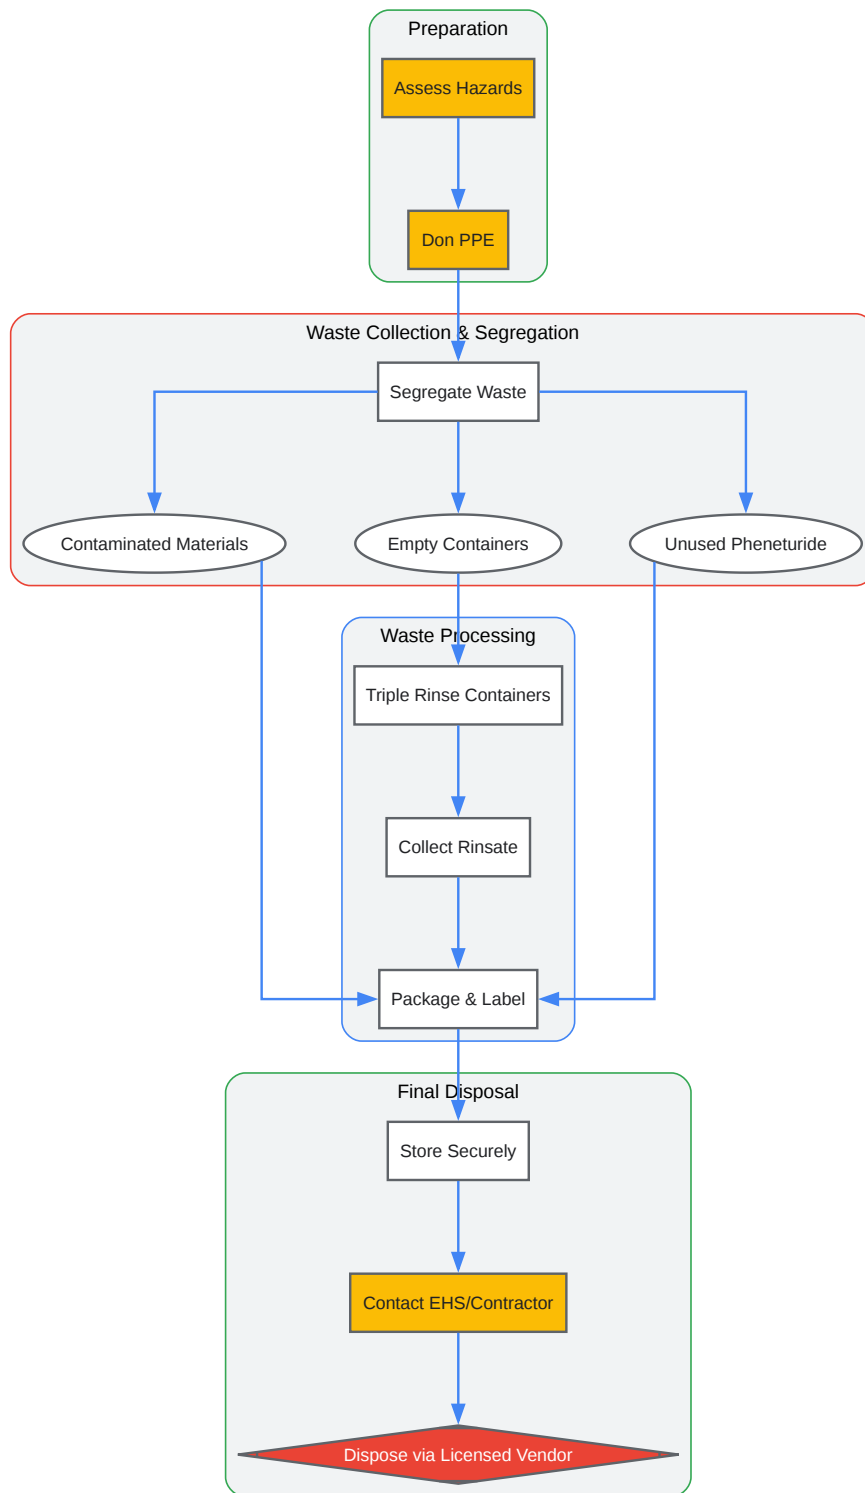 Preparation
Assess Hazards
Don PPE
Waste Collection & Segregation
Segregate Waste
Contaminated Materials
Empty Containers
Unused Pheneturide
Waste Processing
Triple Rinse Containers
Collect Rinsate
Package & Label
Final Disposal
Store Securely
Contact EHS/Contractor
Dispose via Licensed Vendor